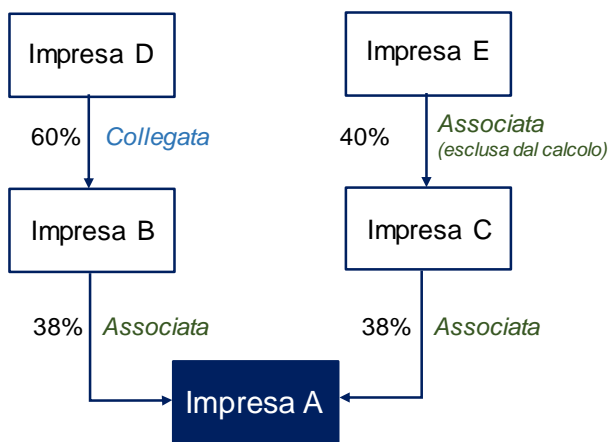 Impresa D
Impresa E
60%
Collegata
40%
Associata
(esclusa dal calcolo)
Impresa B
Impresa C
38%
Associata
38%
Associata
Impresa A